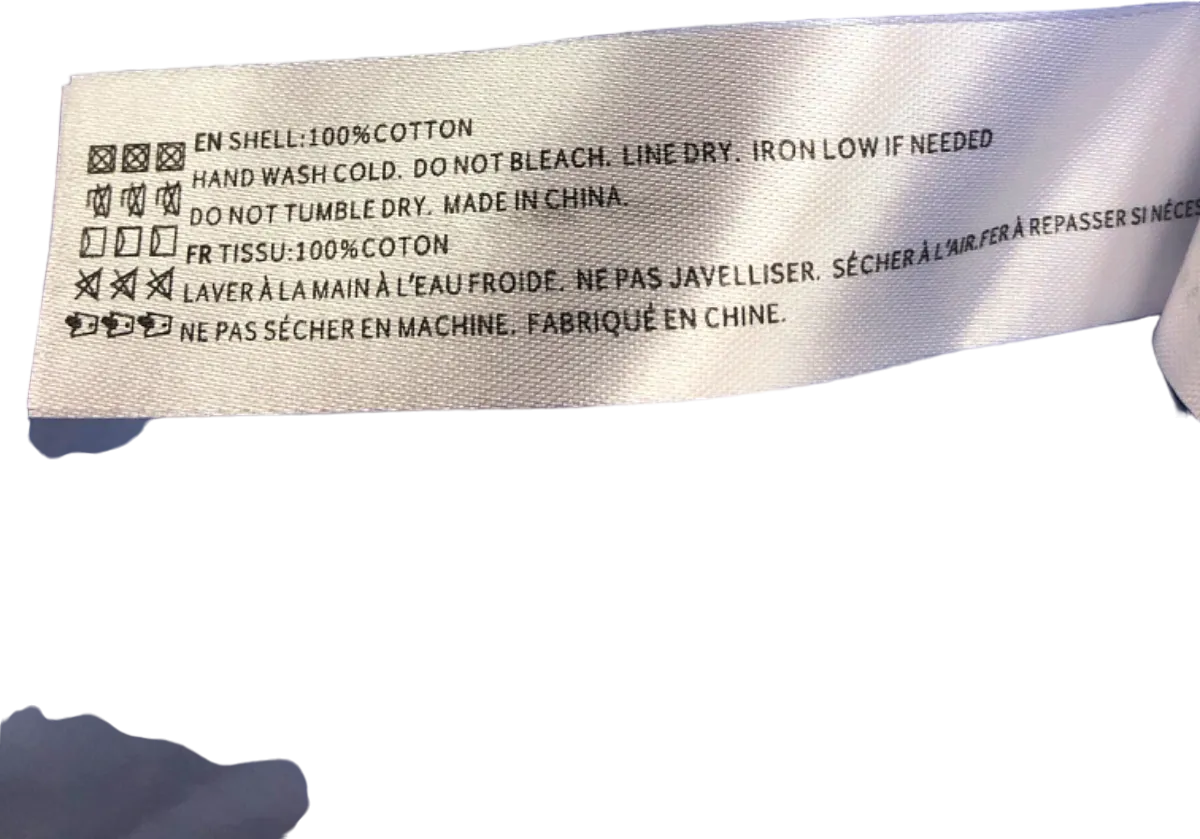 EN SHELL:100%COTTON
HAND WASH COLD. DO NOT BLEACH. LINE DRY. IRON LOW IF NEEDED
DO NOT TUMBLE DRY. MADE IN CHINA.
FR TISSU:100%COTON
LAVER À LA MAIN À L'EAU FROIDE. NE PAS JAVELLISER. SÉCHER À L'AIR.FER À REPASSER SI
NE PAS SÉCHER EN MACHINE. FABRIQUÉ EN CHINE.